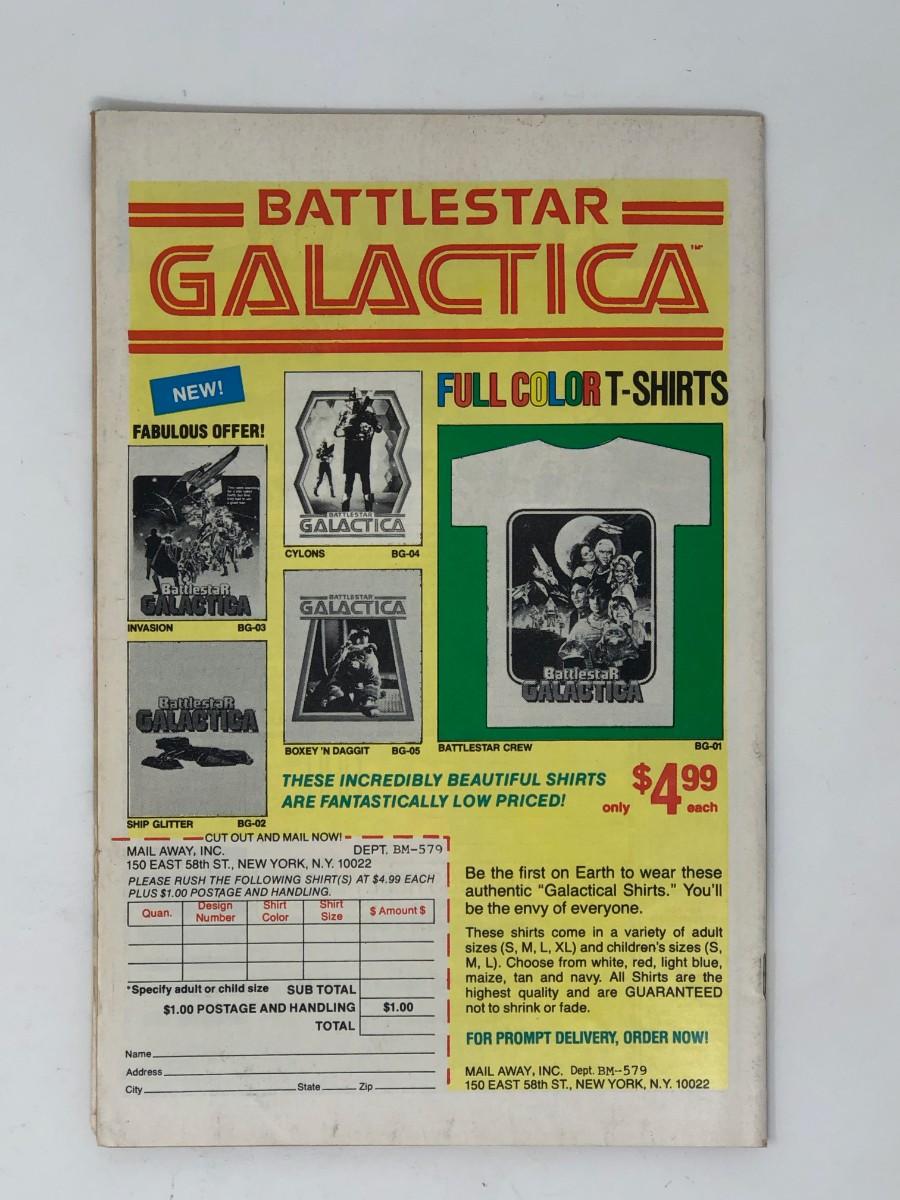 BATTLESTAR
GALACTICA™
NEW!
FABULOUS OFFER!
FULL COLOR T-SHIRTS
BattlestaR
GALACTICA
INVASION BG-03
BATTLESTAR
GALACTICA
CYLONS BG-04
BattlestaR
GALACTICA
SHIP GLITTER BG-02
BATTLESTAR
GALACTICA
BOXEY 'N DAGGIT BG-05
BattlestaR
GALACTICA
BATTLESTAR CREW BG-01
THESE INCREDIBLY BEAUTIFUL SHIRTS
ARE FANTASTICALLY LOW PRICED!
only $4.99 each
CUT OUT AND MAIL NOW!
MAIL AWAY, INC. DEPT. BM-579
150 EAST 58th ST., NEW YORK, N.Y. 10022
PLEASE RUSH THE FOLLOWING SHIRT(S) AT $4.99 EACH
PLUS $1.00 POSTAGE AND HANDLING.
Quan. Design Number Shirt Color Shirt Size $ Amount $
*Specify adult or child size SUB TOTAL
$1.00 POSTAGE AND HANDLING $1.00
TOTAL
Name
Address
City State Zip
Be the first on Earth to wear these
authentic "Galactical Shirts." You'll
be the envy of everyone.
These shirts come in a variety of adult
sizes (S, M, L, XL) and children's sizes (S,
M, L). Choose from white, red, light blue,
maize, tan and navy. All Shirts are the
highest quality and are GUARANTEED
not to shrink or fade.
FOR PROMPT DELIVERY, ORDER NOW!
MAIL AWAY, INC. Dept. BM-579
150 EAST 58th ST., NEW YORK, N.Y. 10022